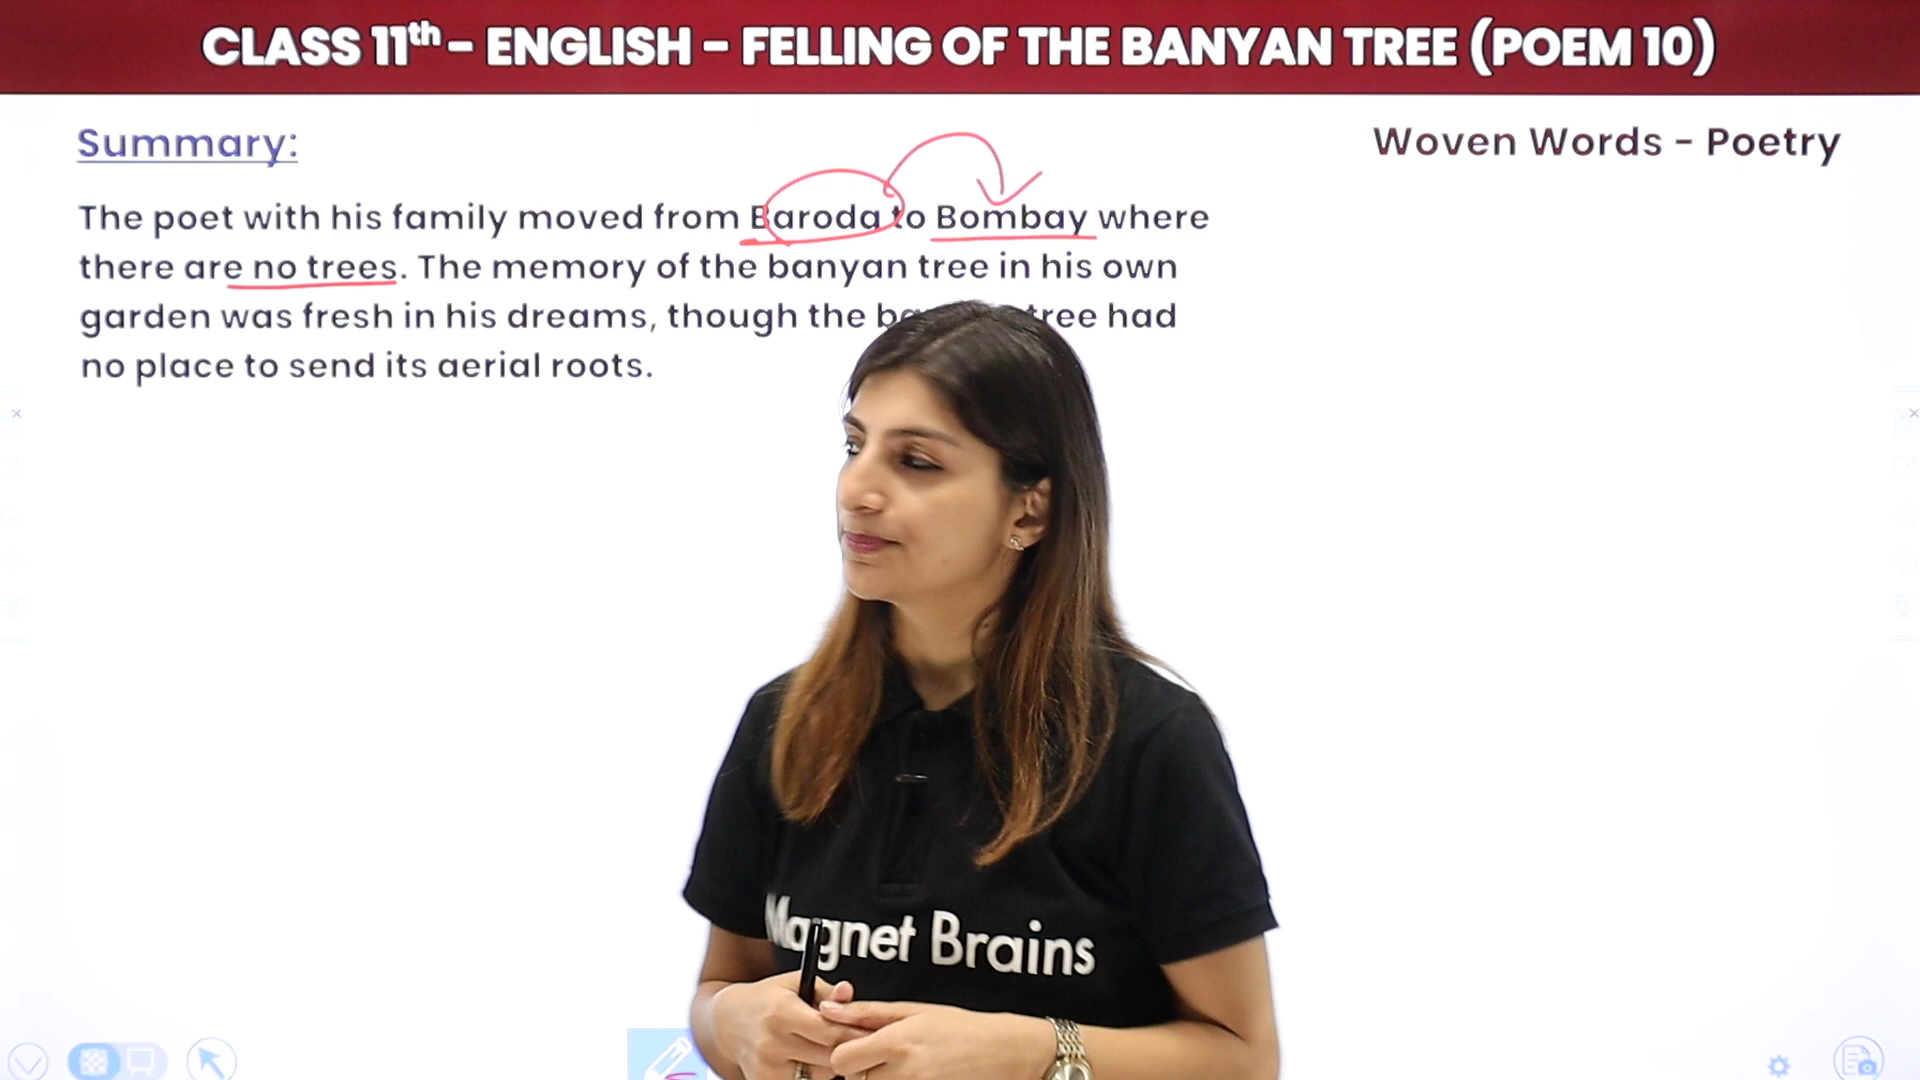 CLASS 11th - ENGLISH - FELLING OF THE BANYAN TREE (POEM 10)
Summary:
Woven Words - Poetry
The poet with his family moved from Baroda to Bombay where
there are no trees. The memory of the banyan tree in his own
garden was fresh in his dreams, though the tree had
no place to send its aerial roots.
Magnet Brains